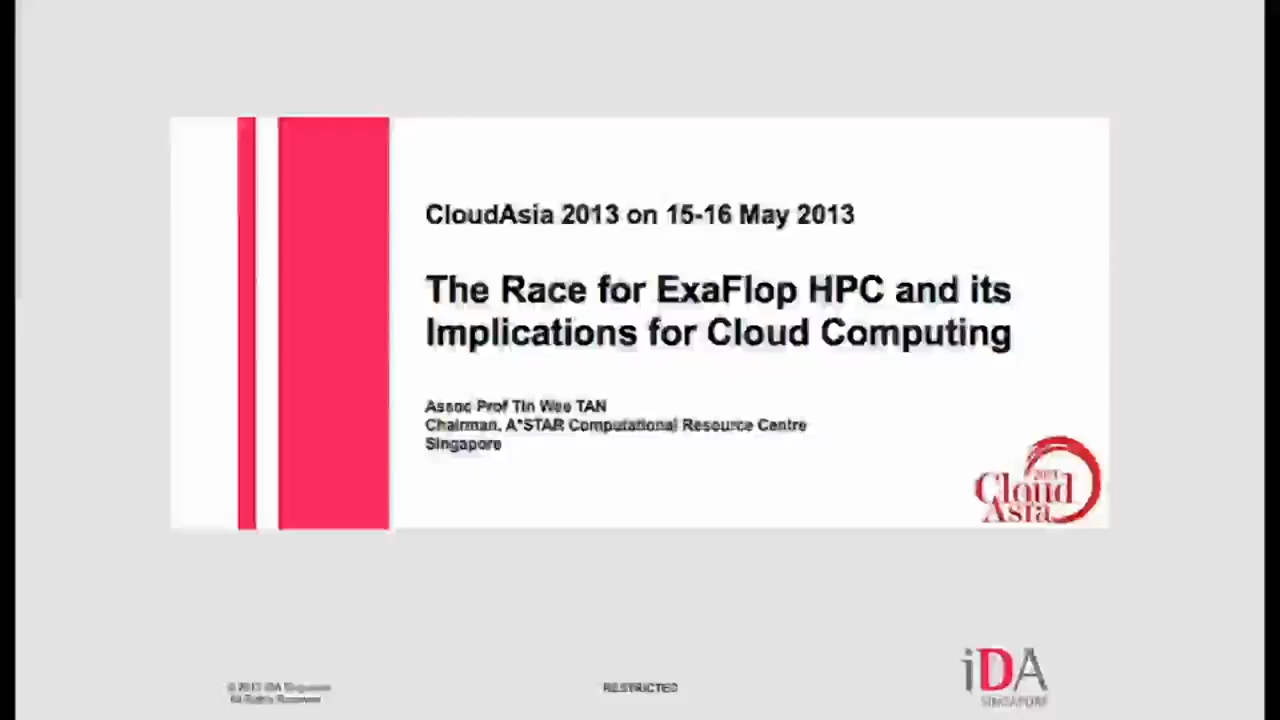 CloudAsia 2013 on 15-16 May 2013
The Race for ExaFlop HPC and its
Implications for Cloud Computing
Assoc Prof Tin Wee TAN
Chairman, A*STAR Computational Resource Centre
Singapore
2013
Cloud
Asia
iDA
SINGAPORE
RESTRICTED
© 2013 IDA Singapore
All Rights Reserved